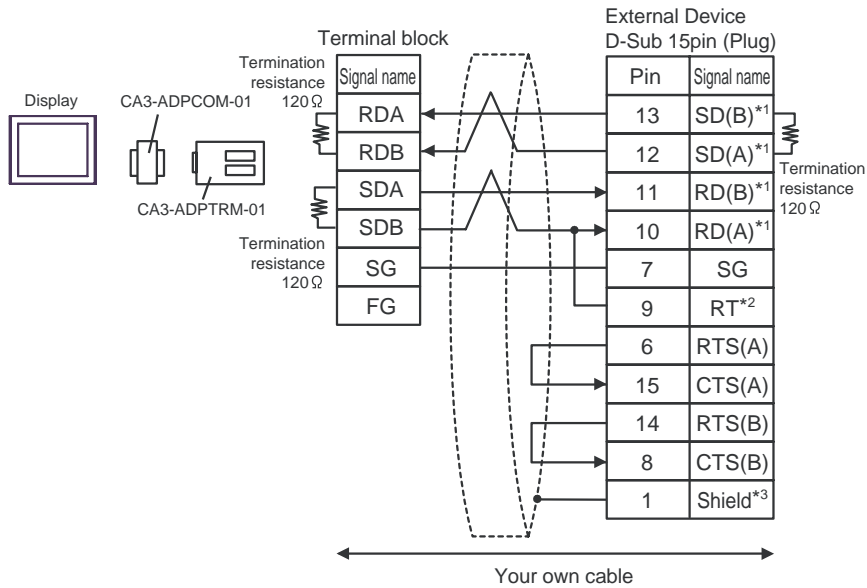 External Device
D-Sub 15pin (Plug)
Terminal block
Termination
resistance
120Ω
Signal name
RDA
RDB
SDA
SDB
SG
FG
Termination
resistance
120Ω
Display
CA3-ADPCOM-01
CA3-ADPTRM-01
Pin Signal name
13 SD(B)*1
12 SD(A)*1
11 RD(B)*1
10 RD(A)*1
7 SG
9 RT*2
6 RTS(A)
15 CTS(A)
14 RTS(B)
8 CTS(B)
1 Shield*3
Termination
resistance
120Ω
Your own cable